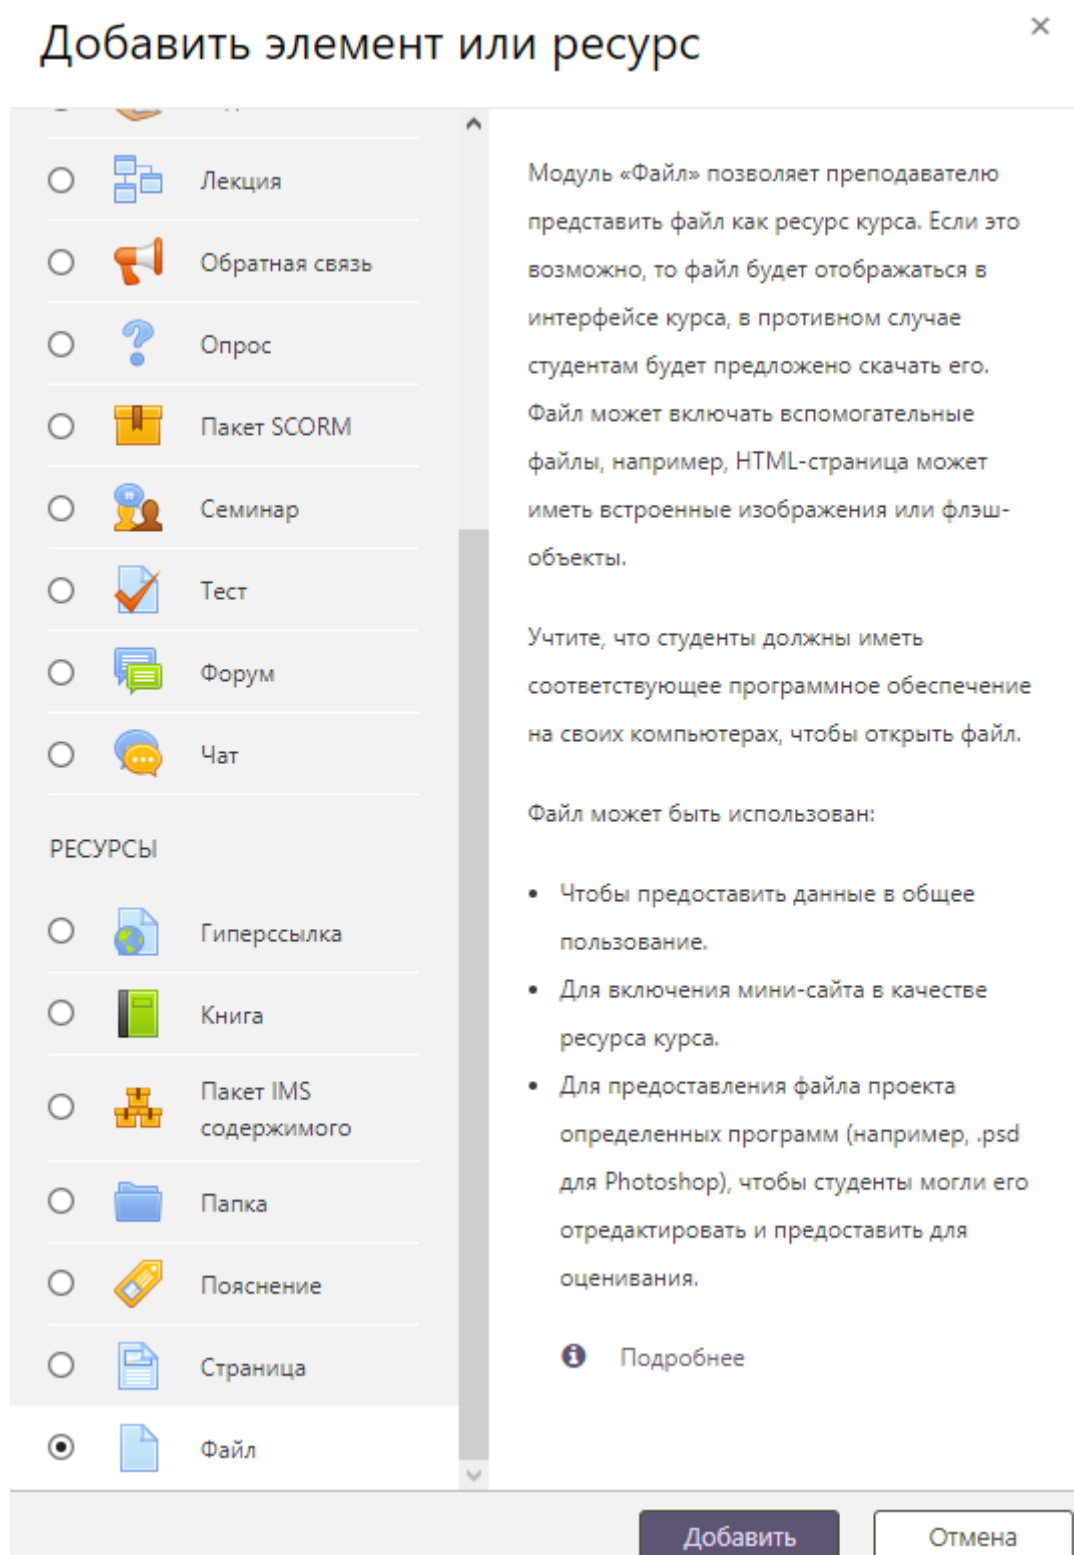 Добавить элемент или ресурс
Лекция
Обратная связь
Опрос
Пакет SCORM
Семинар
Тест
Форум
Чат
РЕСУРСЫ
Гиперссылка
Книга
Пакет IMS
содержимого
Папка
Пояснение
Страница
Файл
Модуль «Файл» позволяет преподавателю
представить файл как ресурс курса. Если это
возможно, то файл будет отображаться в
интерфейсе курса, в противном случае
студентам будет предложено скачать его.
Файл может включать вспомогательные
файлы, например, HTML-страница может
иметь встроенные изображения или флэш-
объекты.
Учтите, что студенты должны иметь
соответствующее программное обеспечение
на своих компьютерах, чтобы открыть файл.
Файл может быть использован:
• Чтобы предоставить данные в общее
пользование.
• Для включения мини-сайта в качестве
ресурса курса.
• Для предоставления файла проекта
определенных программ (например, .psd
для Photoshop), чтобы студенты могли его
отредактировать и предоставить для
оценивания.
Подробнее
Добавить
Отмена